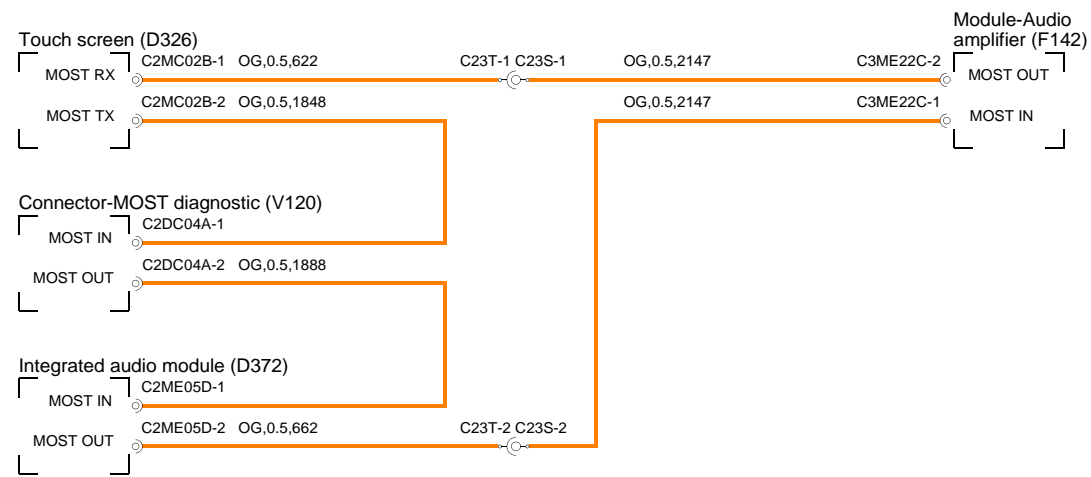 Module-Audio
amplifier (F142)
Touch screen (D326)
C2MC02B-1 OG,0.5,622 C23T-1 C23S-1 OG,0.5,2147 C3ME22C-2
MOST RX MOST OUT
C2MC02B-2 OG,0.5,1848 OG,0.5,2147 C3ME22C-1
MOST TX MOST IN
Connector-MOST diagnostic (V120)
C2DC04A-1
MOST IN
C2DC04A-2 OG,0.5,1888
MOST OUT
Integrated audio module (D372)
C2ME05D-1
MOST IN
C2ME05D-2 OG,0.5,662 C23T-2 C23S-2
MOST OUT